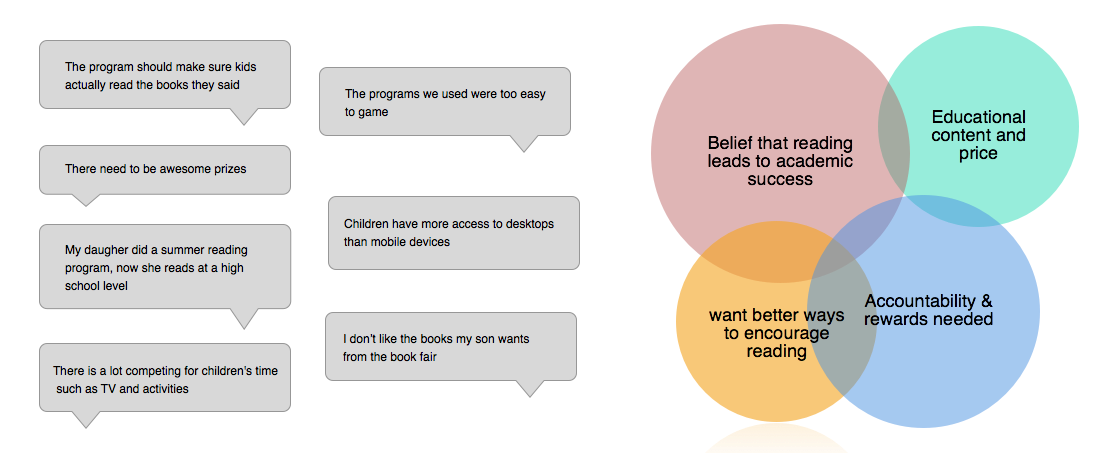 The program should make sure kids
actually read the books they said
There need to be awesome prizes
My daugher did a summer reading
program, now she reads at a high
school level
There is a lot competing for children's time
such as TV and activities
The programs we used were too easy
to game
Children have more access to desktops
than mobile devices
I don't like the books my son wants
from the book fair
Belief that reading
leads to academic
success
Educational
content and
price
want better ways
to encourage
reading
Accountability &
rewards needed